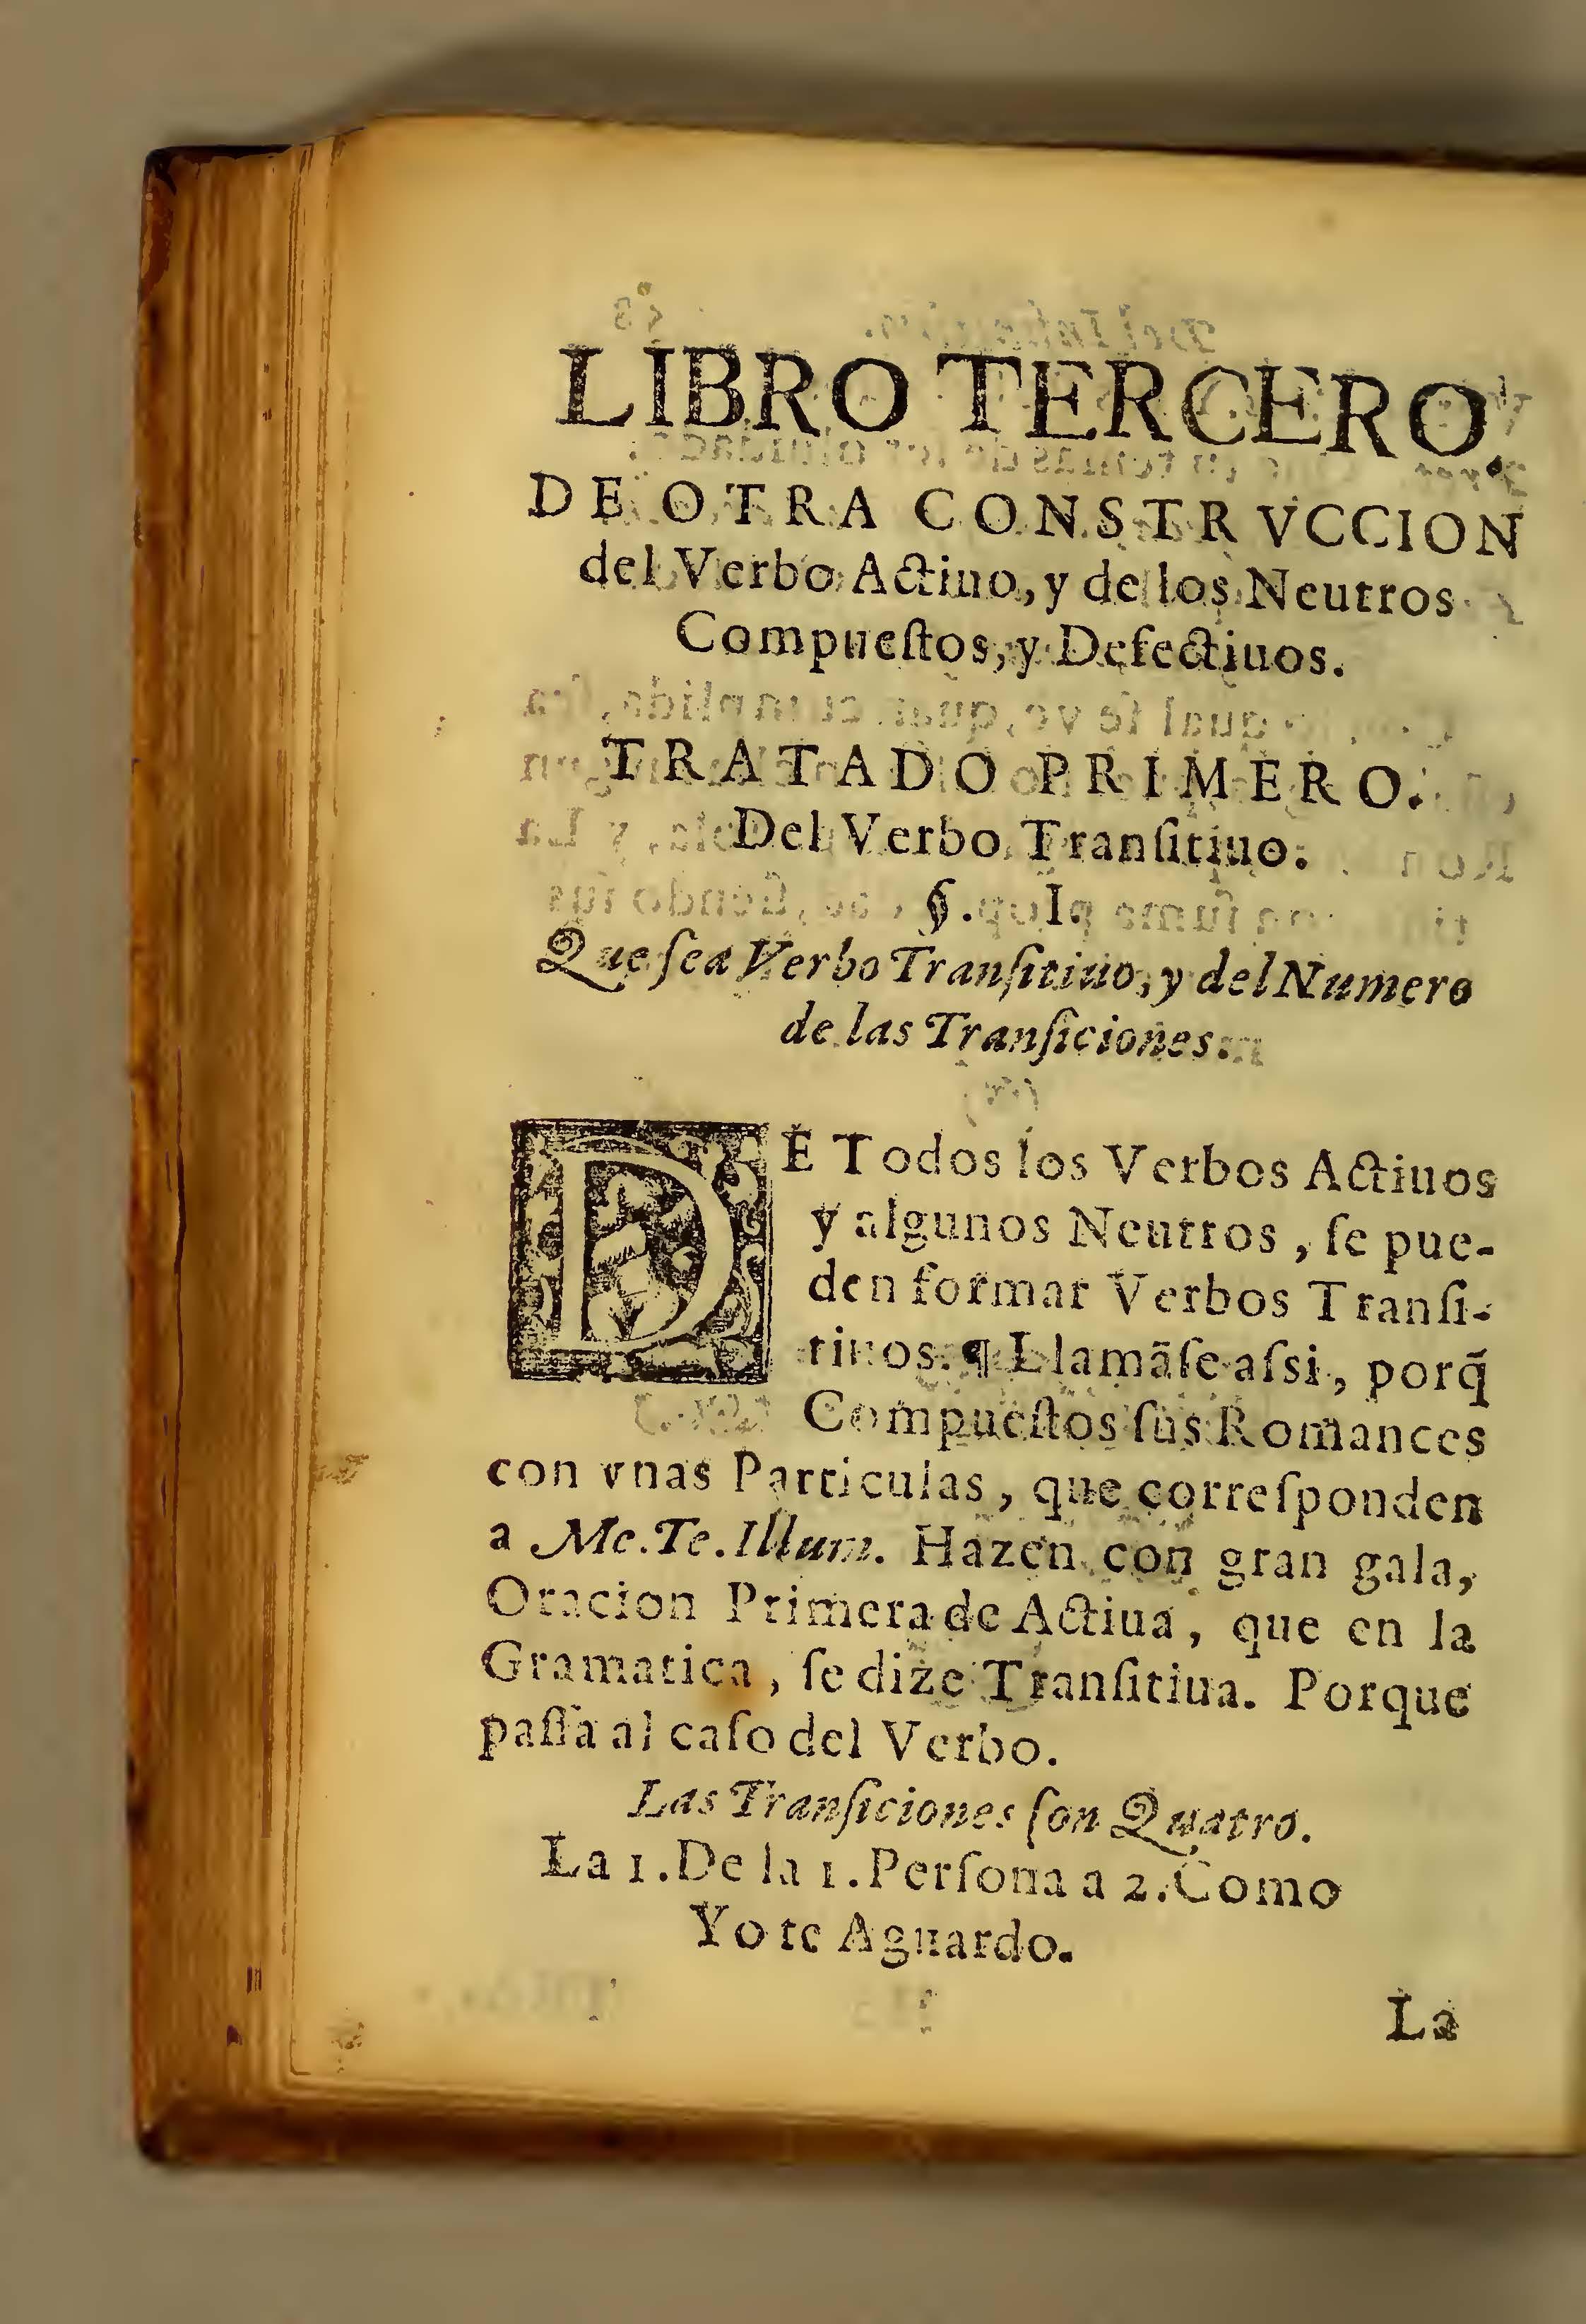 LIBRO TERCERO.
DE OTRA CONSTRVCCION
del Verbo Actiuo, y de los Neutros
Compueſtos, y Defectiuos.
TRATADO PRIMERO.
Del Verbo Tranſitiuo.
§. I.
Que ſea Verbo Tranſitiuo, y del Numero
de las Tranſiciones.
DE Todos los Verbos Actiuos
y algunos Neutros, ſe pue-
den formar Verbos Tranſi-
tiuos. ¶ Llamãſe aſsi, porq̃
Compueſtos ſus Romances
con vnas Particulas, que correſponden
a Me. Te. Illum. Hazen con gran gala,
Oracion Primera de Actiua, que en la
Gramatica, ſe dize Tranſitiua. Porque
paſſa al caſo del Verbo.
Las Tranſiciones ſon Quatro.
La 1. De la 1. Perſona a 2. Como
Yo te Aguardo.
La